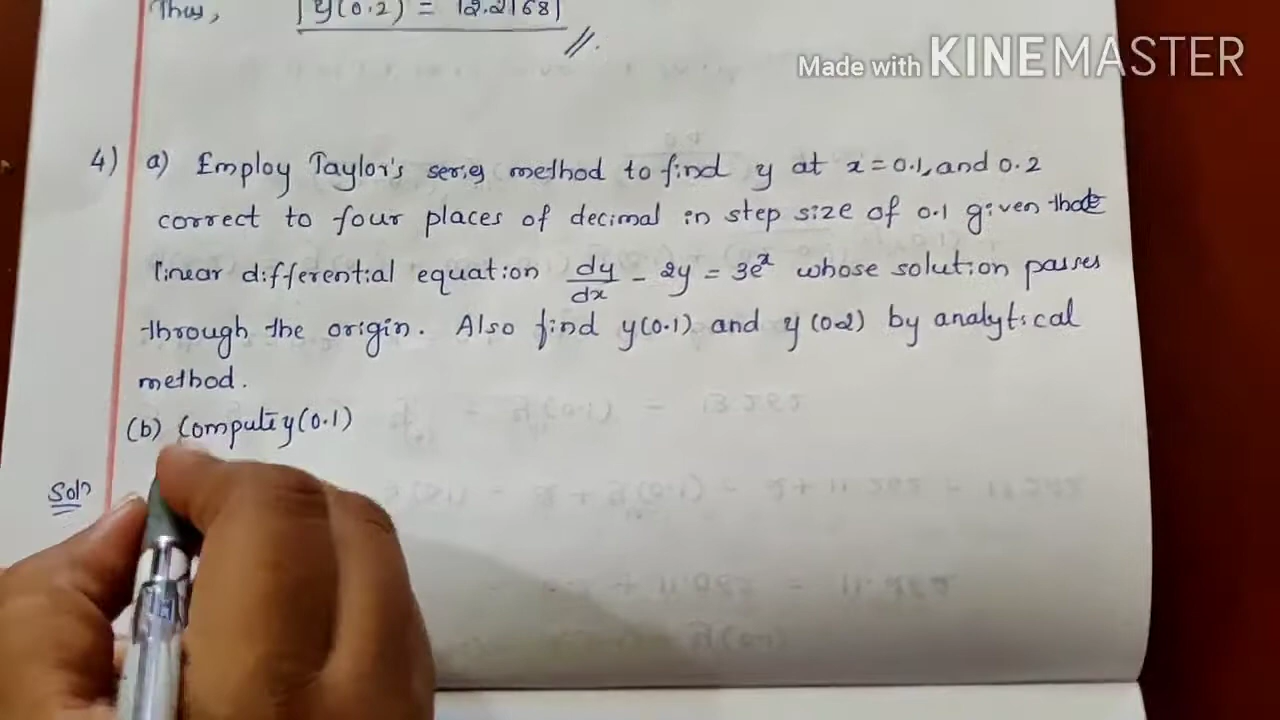 Thus, y(0.2) = 12.2168
Made with KINEMASTER
4) a) Employ Taylor's series method to find y at x=0.1, and 0.2
correct to four places of decimal in step size of 0.1 given that
linear differential equation dy/dx - 2y = 3e^x whose solution passes
through the origin. Also find y(0.1) and y(0.2) by analytical
method.
(b) Compute y(0.1)
Soln